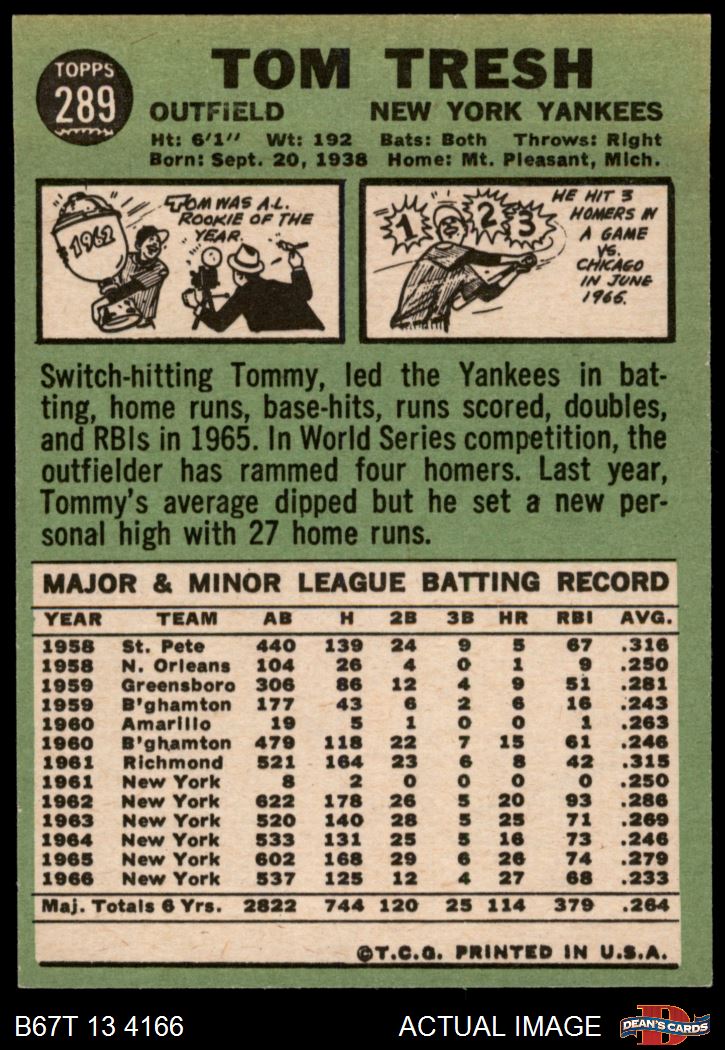 TOPPS
289
TOM TRESH
OUTFIELD NEW YORK YANKEES
Ht: 6'1" Wt: 192 Bats: Both Throws: Right
Born: Sept. 20, 1938 Home: Mt. Pleasant, Mich.
1962
TOM WAS A.L.
ROOKIE OF THE
YEAR.
1 2 3
HE HIT 3
HOMERS IN
A GAME
VS.
CHICAGO
IN JUNE
1965.
Switch-hitting Tommy, led the Yankees in bat-
ting, home runs, base-hits, runs scored, doubles,
and RBIs in 1965. In World Series competition, the
outfielder has rammed four homers. Last year,
Tommy's average dipped but he set a new per-
sonal high with 27 home runs.
MAJOR & MINOR LEAGUE BATTING RECORD
YEAR TEAM AB H 2B 3B HR RBI AVG.
1958 St. Pete 440 139 24 9 5 67 .316
1958 N. Orleans 104 26 4 0 1 9 .250
1959 Greensboro 306 86 12 4 9 51 .281
1959 B'ghamton 177 43 6 2 6 16 .243
1960 Amarillo 19 5 1 0 0 1 .263
1960 B'ghamton 479 118 22 7 15 61 .246
1961 Richmond 521 164 23 6 8 42 .315
1961 New York 8 2 0 0 0 0 .250
1962 New York 622 178 26 5 20 93 .286
1963 New York 520 140 28 5 25 71 .269
1964 New York 533 131 25 5 16 73 .246
1965 New York 602 168 29 6 26 74 .279
1966 New York 537 125 12 4 27 68 .233
Maj. Totals 6 Yrs. 2822 744 120 25 114 379 .264
©T.C.G. PRINTED IN U.S.A.
B67T 13 4166 ACTUAL IMAGE
D
DEAN'S CARDS